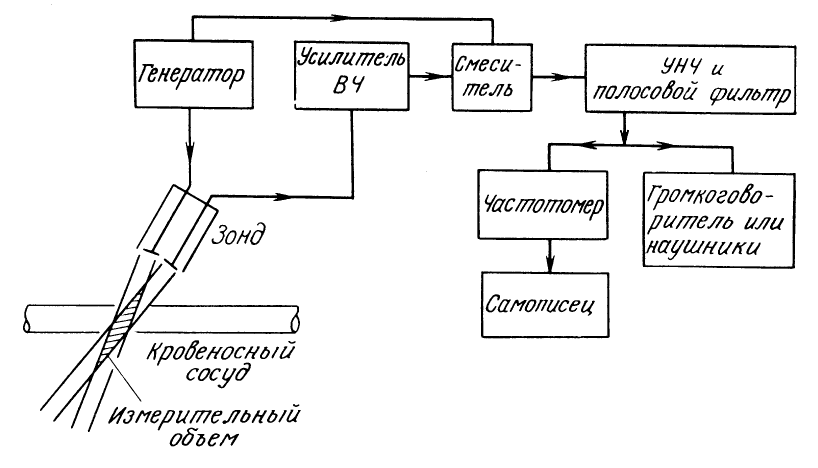 Генератор
Усилитель
ВЧ
Смеси-
тель
УНЧ и
полосовой фильтр
Зонд
Частотомер
Громкогово-
ритель или
наушники
Самописец
Кровеносный
сосуд
Измерительный
объем